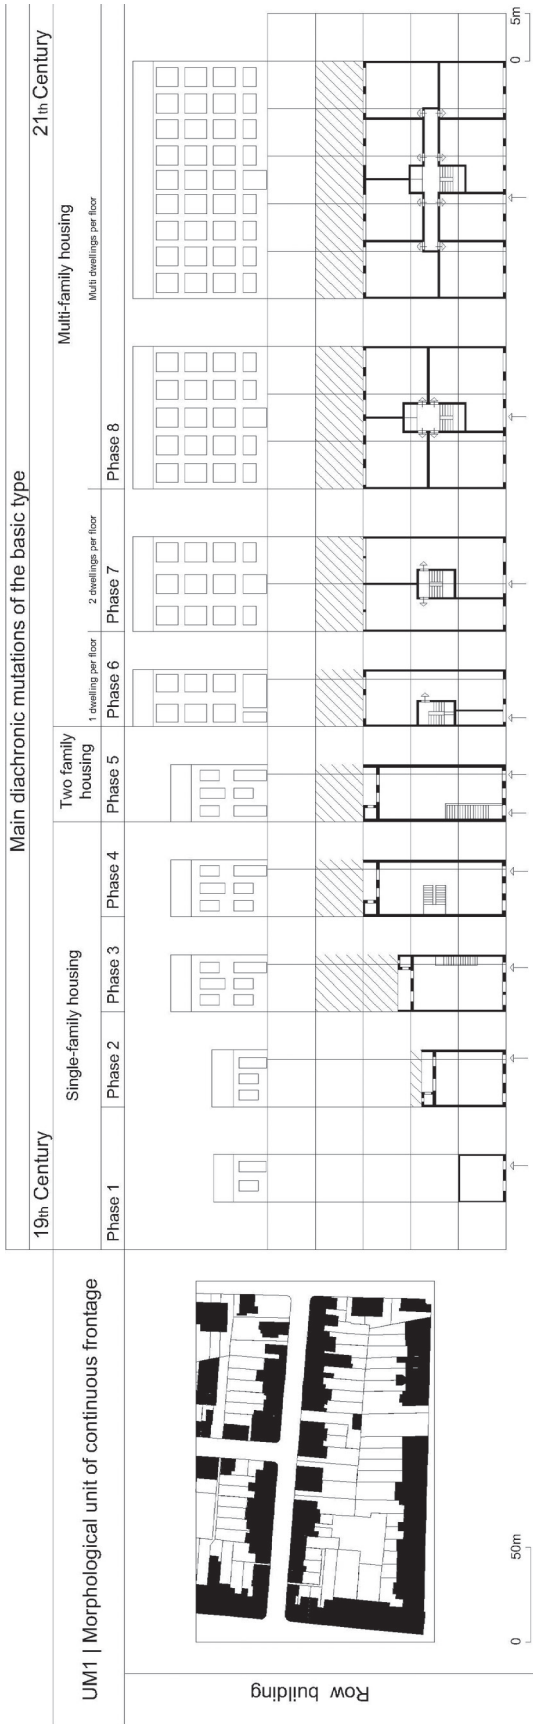 Main diachronic mutations of the basic type
19th Century
21th Century
UM1 | Morphological unit of continuous frontage
Single-family housing
Two family
housing
Multi-family housing
1 dwelling per floor
2 dwellings per floor
Multi dwellings per floor
Phase 1
Phase 2
Phase 3
Phase 4
Phase 5
Phase 6
Phase 7
Phase 8
Row building
0
50m
0
5m